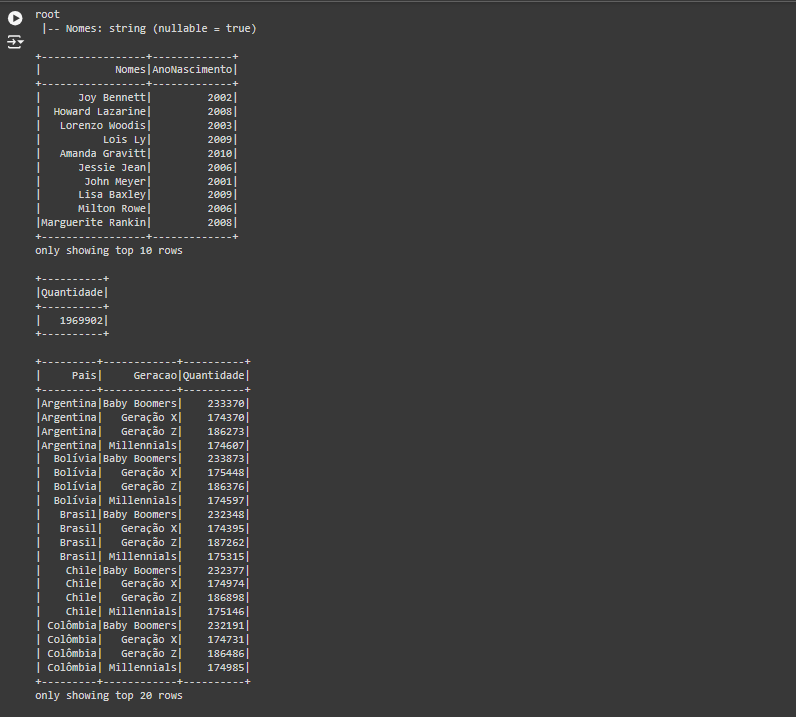 root
 |-- Nomes: string (nullable = true)

+-----------------+-------------+
|            Nomes|AnoNascimento|
+-----------------+-------------+
|      Joy Bennett|         2002|
|  Howard Lazarine|         2008|
|   Lorenzo Woodis|         2003|
|          Lois Ly|         2009|
|   Amanda Gravitt|         2010|
|      Jessie Jean|         2006|
|       John Meyer|         2001|
|      Lisa Baxley|         2009|
|      Milton Rowe|         2006|
|Marguerite Rankin|         2008|
+-----------------+-------------+
only showing top 10 rows

+----------+
|Quantidade|
+----------+
|   1969902|
+----------+

+---------+------------+----------+
|     Pais|     Geracao|Quantidade|
+---------+------------+----------+
|Argentina|Baby Boomers|    233370|
|Argentina|   Geração X|    174370|
|Argentina|   Geração Z|    186273|
|Argentina| Millennials|    174607|
|  Bolívia|Baby Boomers|    233873|
|  Bolívia|   Geração X|    175448|
|  Bolívia|   Geração Z|    186376|
|  Bolívia| Millennials|    174597|
|   Brasil|Baby Boomers|    232348|
|   Brasil|   Geração X|    174395|
|   Brasil|   Geração Z|    187262|
|   Brasil| Millennials|    175315|
|    Chile|Baby Boomers|    232377|
|    Chile|   Geração X|    174974|
|    Chile|   Geração Z|    186898|
|    Chile| Millennials|    175146|
| Colômbia|Baby Boomers|    232191|
| Colômbia|   Geração X|    174731|
| Colômbia|   Geração Z|    186486|
| Colômbia| Millennials|    174985|
+---------+------------+----------+
only showing top 20 rows